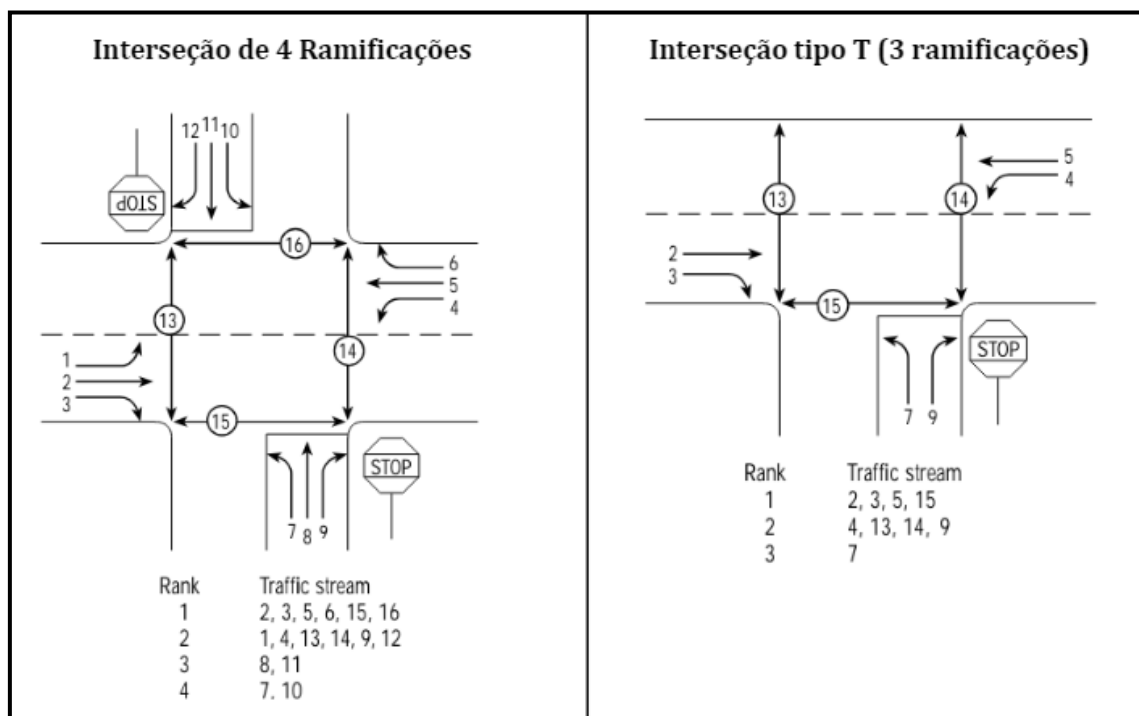 Interseção de 4 Ramificações
12 11 10
STOP
16
6
5
4
13
14
1
2
3
15
STOP
7 8 9
Rank Traffic stream
1 2, 3, 5, 6, 15, 16
2 1, 4, 13, 14, 9, 12
3 8, 11
4 7. 10
Interseção tipo T (3 ramificações)
5
4
13
14
2
3
15
STOP
7 9
Rank Traffic stream
1 2, 3, 5, 15
2 4, 13, 14, 9
3 7